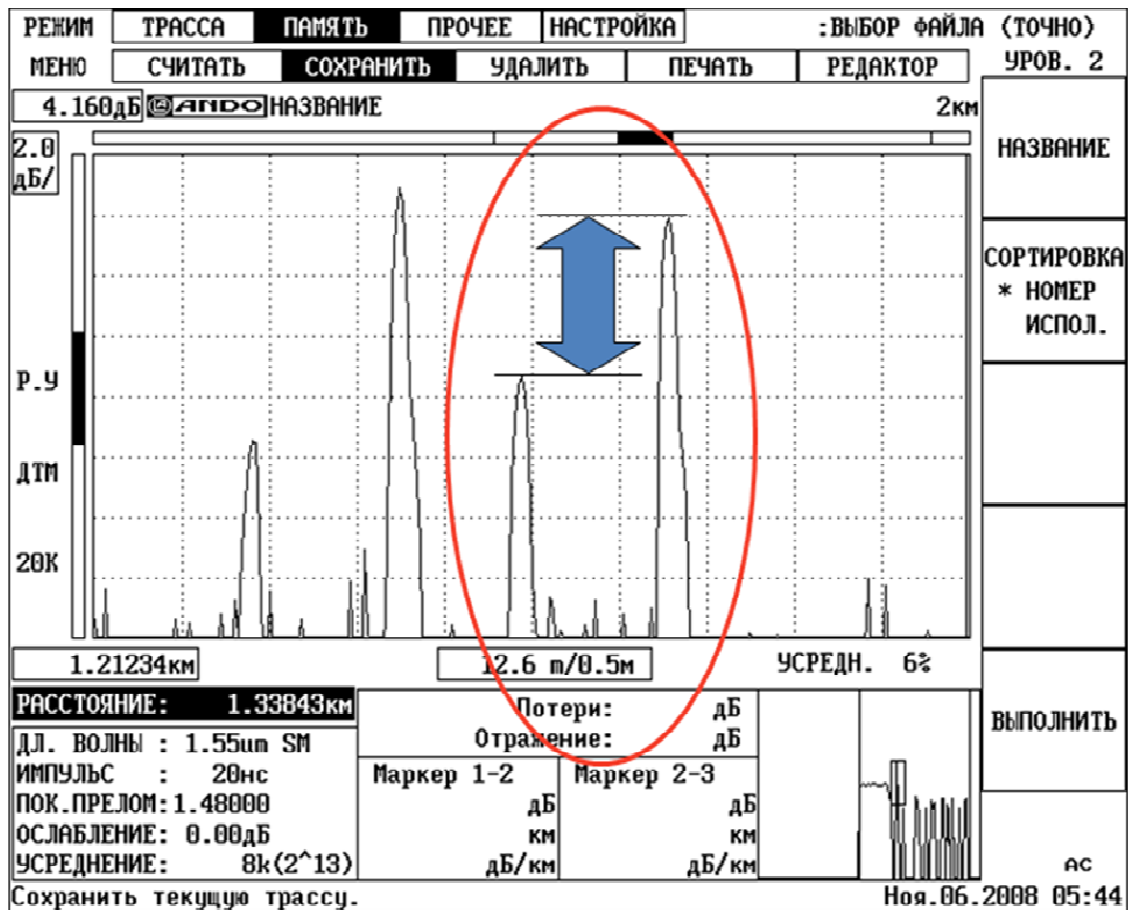 РЕЖИМ ТРАССА ПАМЯТЬ ПРОЧЕЕ НАСТРОЙКА :ВЫБОР ФАЙЛА (ТОЧНО)
МЕНЮ СЧИТАТЬ СОХРАНИТЬ УДАЛИТЬ ПЕЧАТЬ РЕДАКТОР УРОВ. 2
4.160дБ ANDO НАЗВАНИЕ 2км
2.0
дБ/
НАЗВАНИЕ
СОРТИРОВКА
* НОМЕР
ИСПОЛ.
Р.У
ДТМ
20К
1.21234км 12.6 m/0.5м УСРЕДН. 6%
РАССТОЯНИЕ: 1.33843км
ДЛ. ВОЛНЫ : 1.55um SM
ИМПУЛЬС : 20нс
ПОК.ПРЕЛОМ:1.48000
ОСЛАБЛЕНИЕ: 0.00дБ
УСРЕДНЕНИЕ: 8k(2^13)
Потери: дБ
Отражение: дБ
Маркер 1-2 Маркер 2-3
дБ дБ
км км
дБ/км дБ/км
ВЫПОЛНИТЬ
AC
Сохранить текущую трассу. Ноя.06.2008 05:44